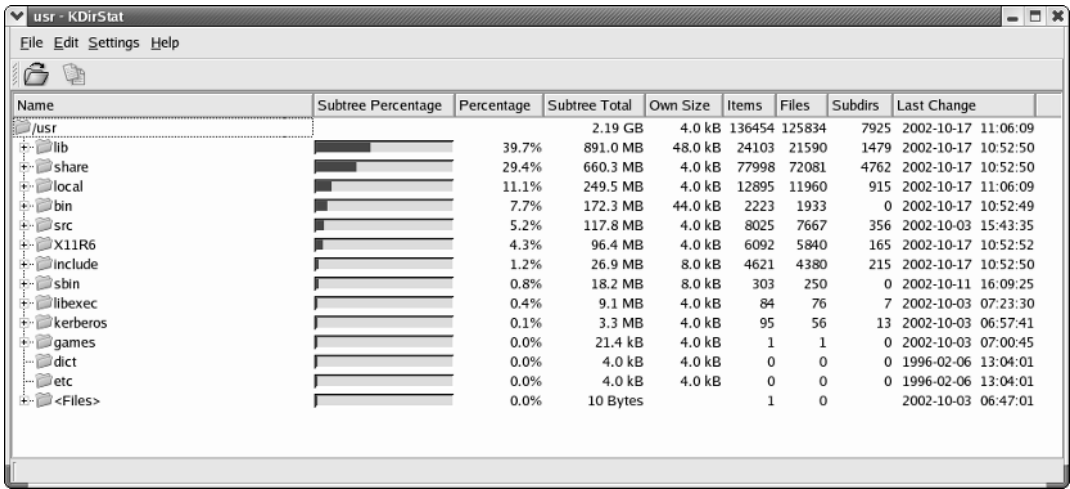 usr - KDirStat
File Edit Settings Help
Name Subtree Percentage Percentage Subtree Total Own Size Items Files Subdirs Last Change
/usr 2.19 GB 4.0 kB 136454 125834 7925 2002-10-17 11:06:09
lib 39.7% 891.0 MB 48.0 kB 24103 21590 1479 2002-10-17 10:52:50
share 29.4% 660.3 MB 4.0 kB 77998 72081 4762 2002-10-17 10:52:50
local 11.1% 249.5 MB 4.0 kB 12895 11960 915 2002-10-17 11:06:09
bin 7.7% 172.3 MB 44.0 kB 2223 1933 0 2002-10-17 10:52:49
src 5.2% 117.8 MB 4.0 kB 8025 7667 356 2002-10-03 15:43:35
X11R6 4.3% 96.4 MB 4.0 kB 6092 5840 165 2002-10-17 10:52:52
include 1.2% 26.9 MB 8.0 kB 4621 4380 215 2002-10-17 10:52:50
sbin 0.8% 18.2 MB 8.0 kB 303 250 0 2002-10-11 16:09:25
libexec 0.4% 9.1 MB 4.0 kB 84 76 7 2002-10-03 07:23:30
kerberos 0.1% 3.3 MB 4.0 kB 95 56 13 2002-10-03 06:57:41
games 0.0% 21.4 kB 4.0 kB 1 1 0 2002-10-03 07:00:45
dict 0.0% 4.0 kB 4.0 kB 0 0 0 1996-02-06 13:04:01
etc 0.0% 4.0 kB 4.0 kB 0 0 0 1996-02-06 13:04:01
<Files> 0.0% 10 Bytes 1 0 2002-10-03 06:47:01